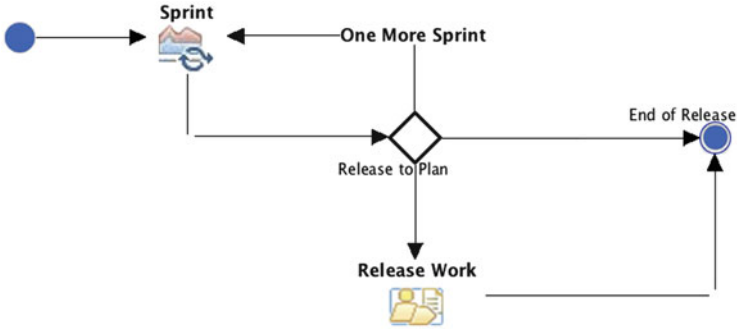 Sprint
One More Sprint
End of Release
Release to Plan
Release Work